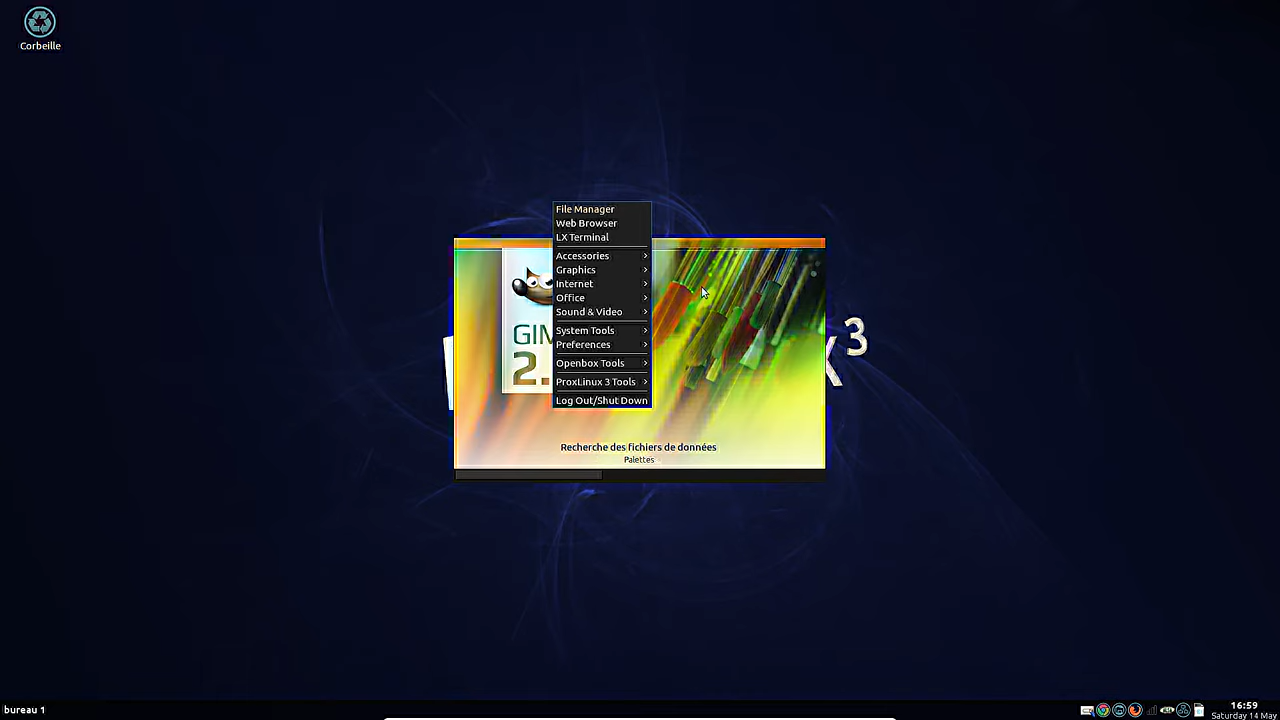 Corbeille
File Manager
Web Browser
LX Terminal
Accessories
Graphics
Internet
Office
Sound & Video
System Tools
Preferences
Openbox Tools
ProxLinux 3 Tools
Log Out/Shut Down
GIM
2.
X
3
Recherche des fichiers de données
Palettes
bureau 1
16:59
Saturday 14 May